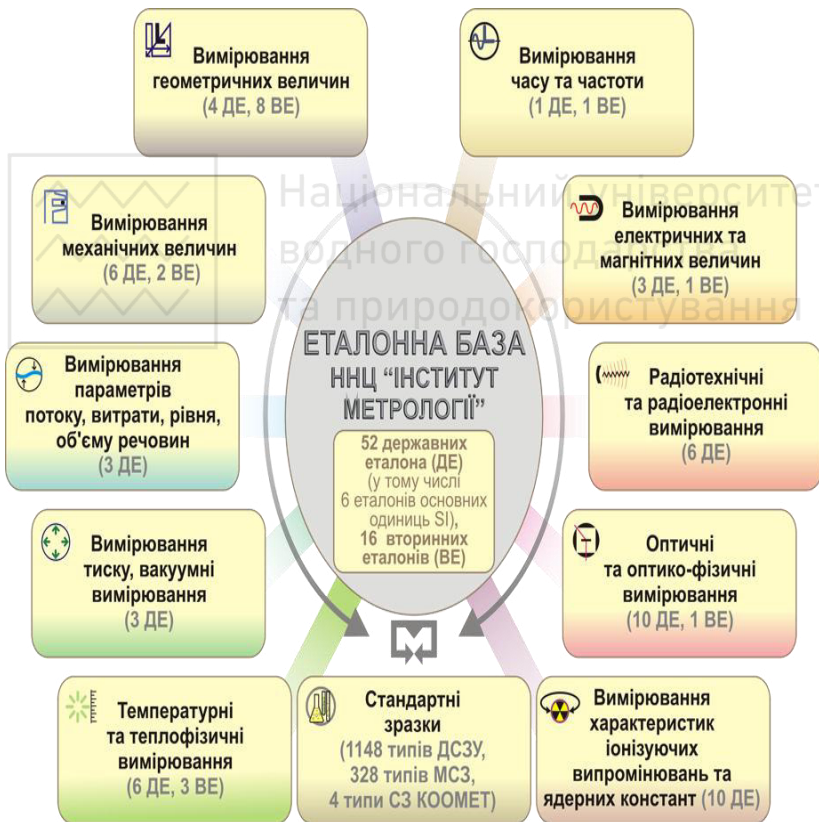 Вимірювання
геометричних величин
(4 ДЕ, 8 ВЕ)
Вимірювання
часу та частоти
(1 ДЕ, 1 ВЕ)
Національний університет
водного господарства
та природокористування
Вимірювання
механічних величин
(6 ДЕ, 2 ВЕ)
Вимірювання
електричних та
магнітних величин
(3 ДЕ, 1 ВЕ)
ЕТАЛОННА БАЗА
ННЦ “ІНСТИТУТ
МЕТРОЛОГІЇ”
52 державних
еталона (ДЕ)
(у тому числі
6 еталонів основних
одиниць SI),
16 вторинних
еталонів (ВЕ)
Вимірювання
параметрів
потоку, витрати, рівня,
об'єму речовин
(3 ДЕ)
Радіотехнічні
та радіоелектронні
вимірювання
(6 ДЕ)
Вимірювання
тиску, вакуумні
вимірювання
(3 ДЕ)
Оптичні
та оптико-фізичні
вимірювання
(10 ДЕ, 1 ВЕ)
Температурні
та теплофізичні
вимірювання
(6 ДЕ, 3 ВЕ)
Стандартні
зразки
(1148 типів ДСЗУ,
328 типів МСЗ,
4 типи СЗ КООМЕТ)
Вимірювання
характеристик
іонізуючих
випромінювань та
ядерних констант (10 ДЕ)